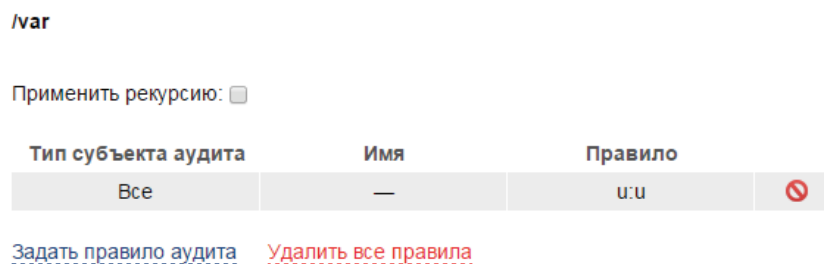 /var
Применить рекурсию:
Тип субъекта аудита Имя Правило
Все — u:u
Задать правило аудита Удалить все правила